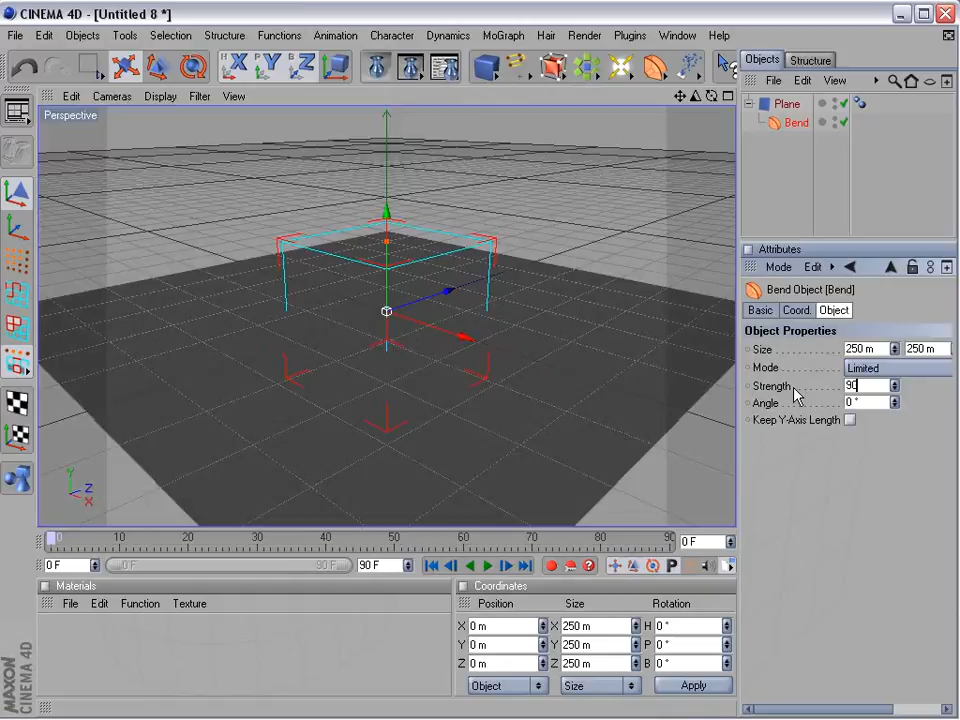 CINEMA 4D - [Untitled 8 *]
File Edit Objects Tools Selection Structure Functions Animation Character Dynamics MoGraph Hair Render Plugins Window Help
Objects Structure
File Edit View
Edit Cameras Display Filter View
Perspective
Plane
Bend
Attributes
Mode Edit
Bend Object [Bend]
Basic Coord. Object
Object Properties
Size 250 m 250 m
Mode Limited
Strength 90
Angle 0 °
Keep Y-Axis Length
Y
Z
X
0 10 20 30 40 50 60 70 80 90 0 F
0 F 0 F 90 F 90 F
Materials
File Edit Function Texture
Coordinates
Position Size Rotation
X 0 m X 250 m H 0 °
Y 0 m Y 250 m P 0 °
Z 0 m Z 250 m B 0 °
Object Size Apply
MAXON
CINEMA 4D